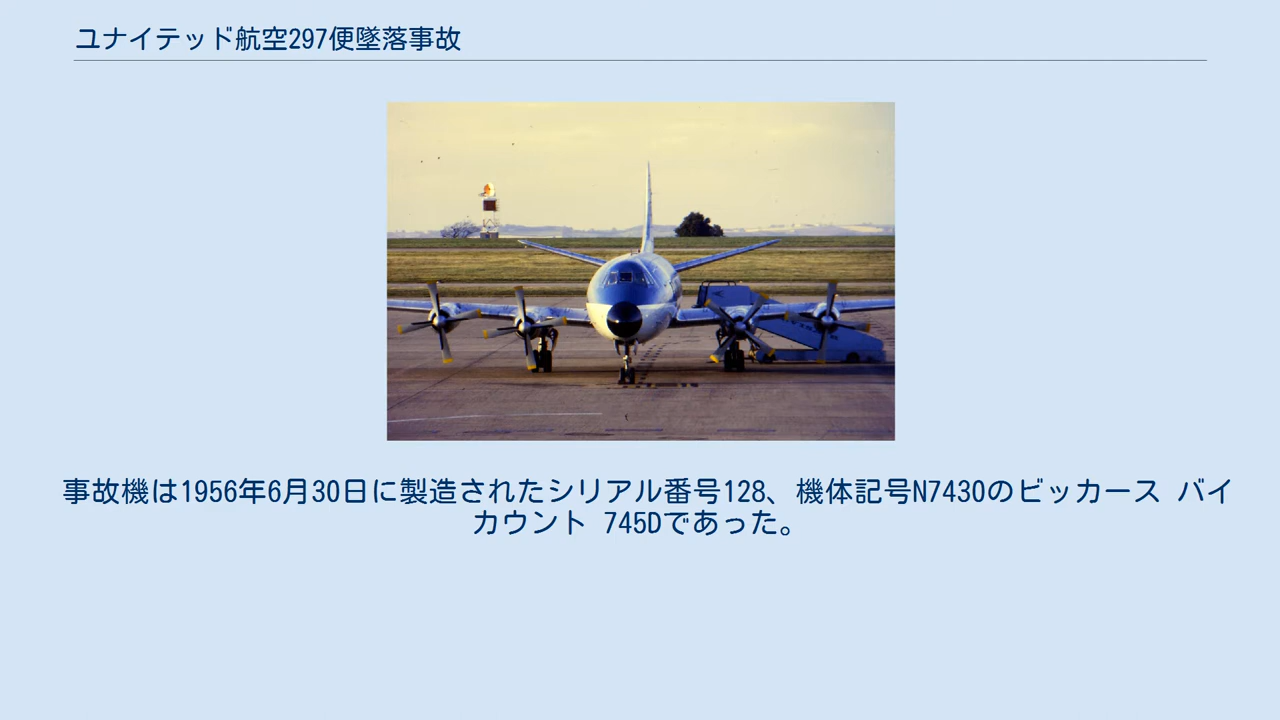 ユナイテッド航空297便墜落事故
事故機は1956年6月30日に製造されたシリアル番号128、機体記号N7430のビッカース バイ
カウント 745Dであった。